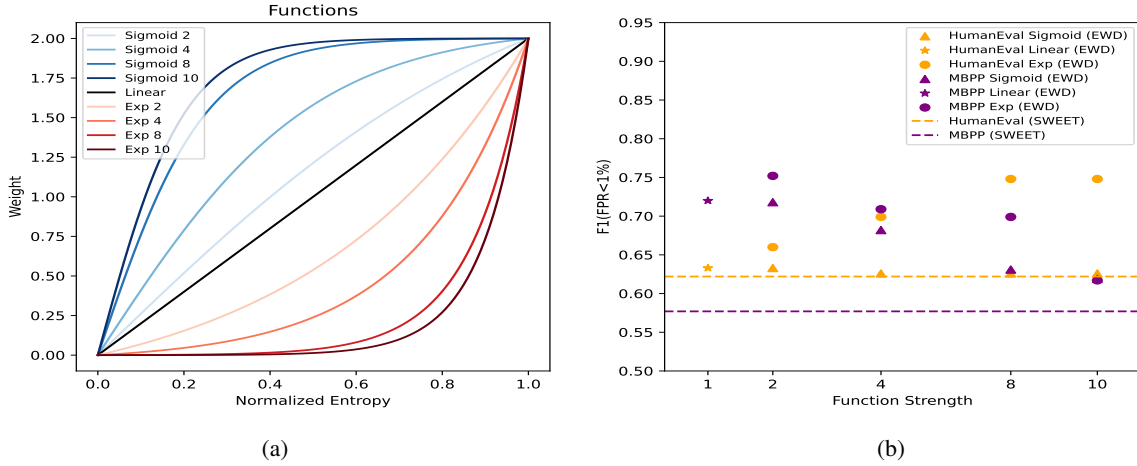 Functions
2.00
1.75
1.50
1.25
1.00
0.75
0.50
0.25
0.00
Weight
Sigmoid 2
Sigmoid 4
Sigmoid 8
Sigmoid 10
Linear
Exp 2
Exp 4
Exp 8
Exp 10
0.0 0.2 0.4 0.6 0.8 1.0
Normalized Entropy
(a)
0.95
0.90
0.85
0.80
0.75
0.70
0.65
0.60
0.55
0.50
F1(FPR<1%)
HumanEval Sigmoid (EWD)
HumanEval Linear (EWD)
HumanEval Exp (EWD)
MBPP Sigmoid (EWD)
MBPP Linear (EWD)
MBPP Exp (EWD)
HumanEval (SWEET)
MBPP (SWEET)
1 2 4 8 10
Function Strength
(b)